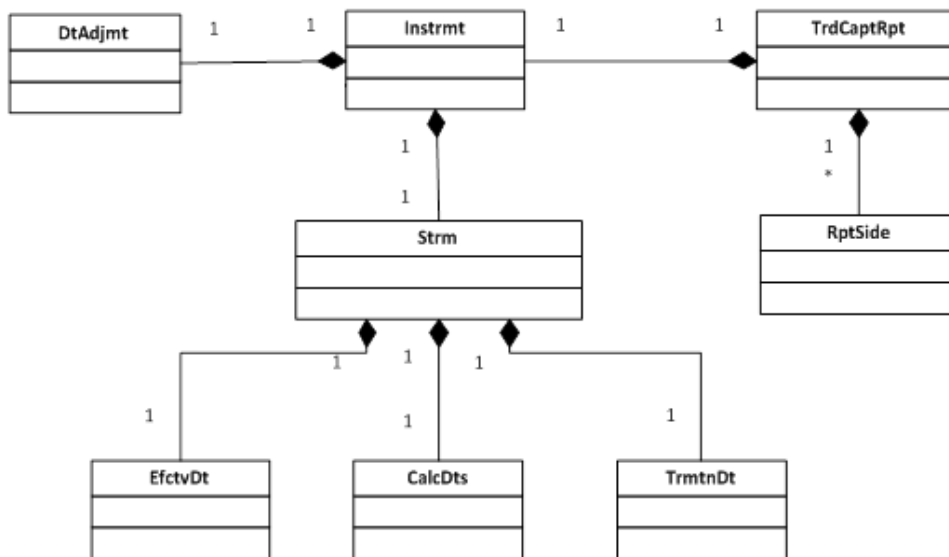 DtAdjmt
1
1
Instrmt
1
1
TrdCaptRpt
1
1
1
*
RptSide
Strm
1
1
1
1
1
1
EfctvDt
CalcDts
TrmtnDt